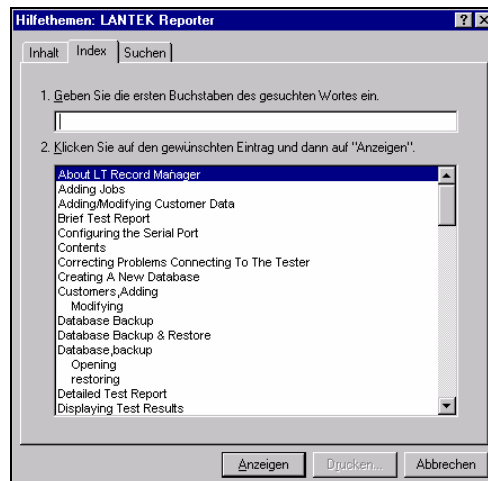 Hilfethemen: LANTEK Reporter
Inhalt Index Suchen
1. Geben Sie die ersten Buchstaben des gesuchten Wortes ein.
2. Klicken Sie auf den gewünschten Eintrag und dann auf "Anzeigen".
About LT Record Manager
Adding Jobs
Adding/Modifying Customer Data
Brief Test Report
Configuring the Serial Port
Contents
Correcting Problems Connecting To The Tester
Creating A New Database
Customers,Adding
Modifying
Database Backup
Database Backup & Restore
Database,backup
Opening
restoring
Detailed Test Report
Displaying Test Results
Anzeigen Drucken... Abbrechen